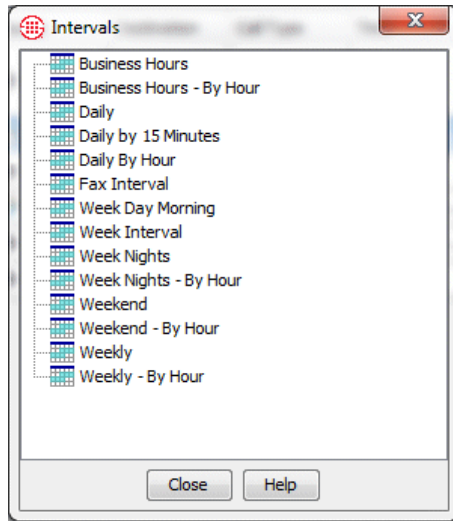 Intervals
Business Hours
Business Hours - By Hour
Daily
Daily by 15 Minutes
Daily By Hour
Fax Interval
Week Day Morning
Week Interval
Week Nights
Week Nights - By Hour
Weekend
Weekend - By Hour
Weekly
Weekly - By Hour
Close Help